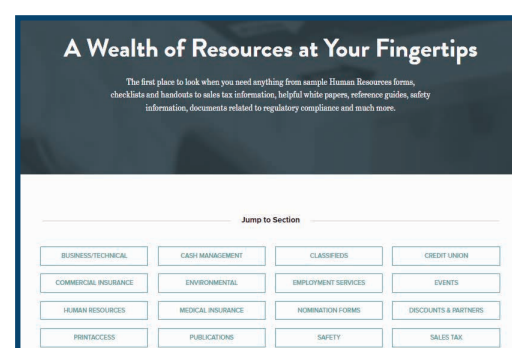 A Wealth of Resources at Your Fingertips
The first place to look when you need anything from sample Human Resources forms,
checklists and handouts to sales tax information, helpful white papers, reference guides, safety
information, documents related to regulatory compliance and much more.
Jump to Section
BUSINESS/TECHNICAL CASH MANAGEMENT CLASSIFIEDS CREDIT UNION
COMMERCIAL INSURANCE ENVIRONMENTAL EMPLOYMENT SERVICES EVENTS
HUMAN RESOURCES MEDICAL INSURANCE NOMINATION FORMS DISCOUNTS & PARTNERS
PRINTACCESS PUBLICATIONS SAFETY SALES TAX